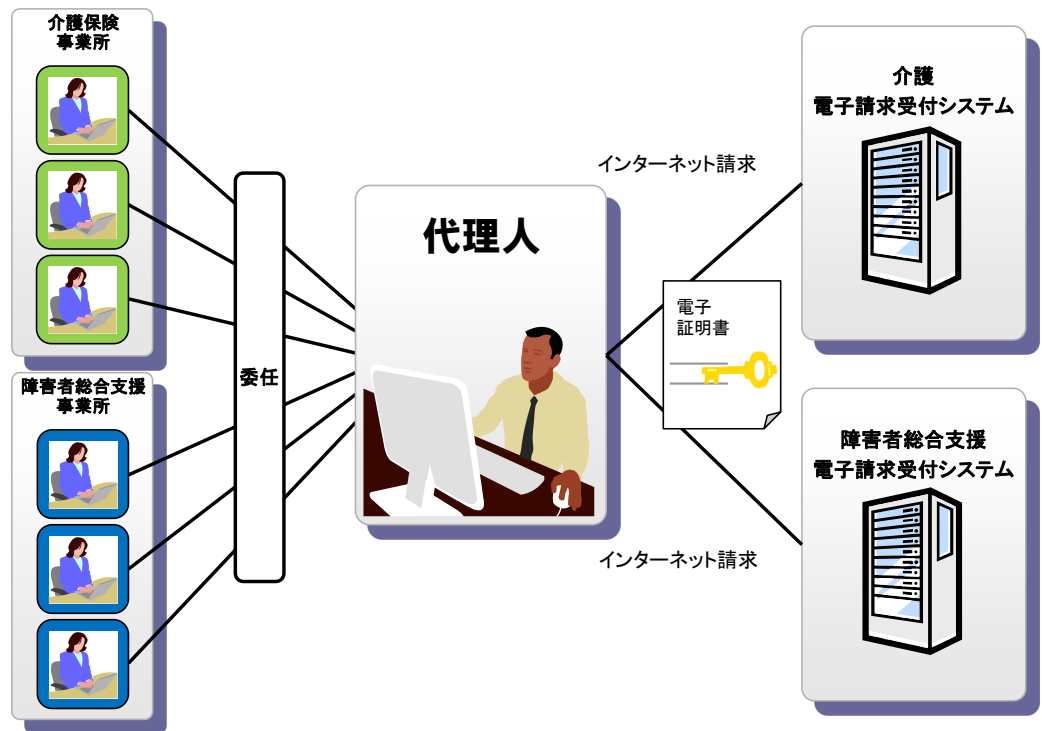 介護保険
事業所
障害者総合支援
事業所
委任
代理人
インターネット請求
電子
証明書
インターネット請求
介護
電子請求受付システム
障害者総合支援
電子請求受付システム